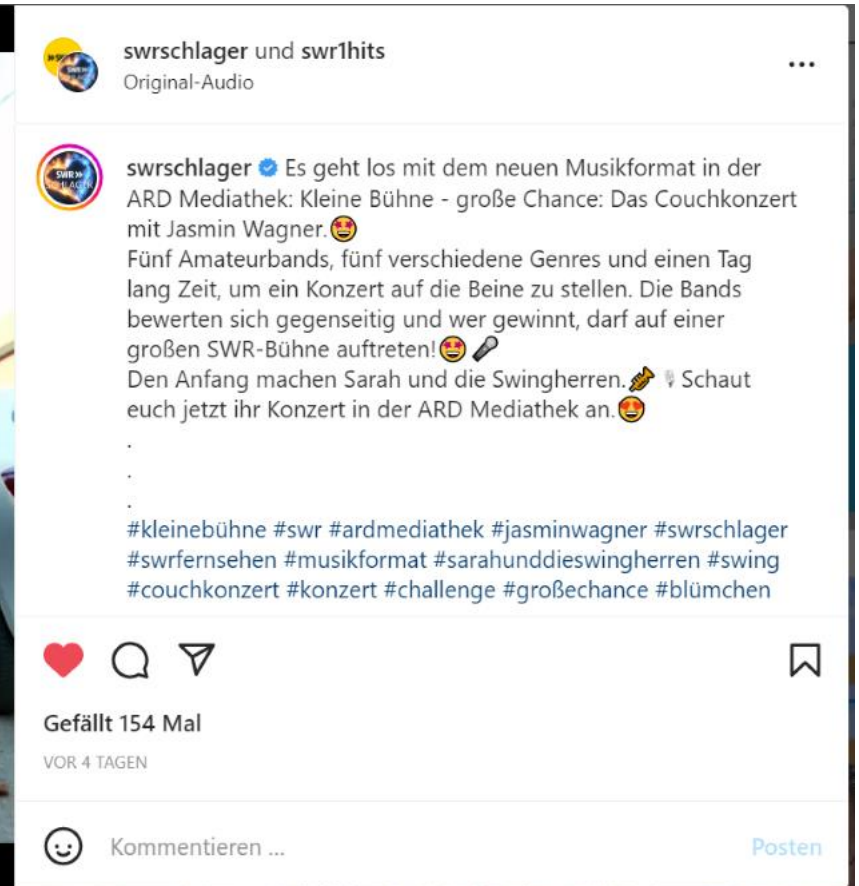 swrschlager und swr1hits
Original-Audio
swrschlager Es geht los mit dem neuen Musikformat in der
ARD Mediathek: Kleine Bühne - große Chance: Das Couchkonzert
mit Jasmin Wagner.🤩
Fünf Amateurbands, fünf verschiedene Genres und einen Tag
lang Zeit, um ein Konzert auf die Beine zu stellen. Die Bands
bewerten sich gegenseitig und wer gewinnt, darf auf einer
großen SWR-Bühne auftreten!🤩🎤
Den Anfang machen Sarah und die Swingherren.🎺🎙 Schaut
euch jetzt ihr Konzert in der ARD Mediathek an.😍
.
.
.
#kleinebühne #swr #ardmediathek #jasminwagner #swrschlager
#swrfernsehen #musikformat #sarahunddieswingherren #swing
#couchkonzert #konzert #challenge #großechance #blümchen
Gefällt 154 Mal
VOR 4 TAGEN
Kommentieren ...
Posten